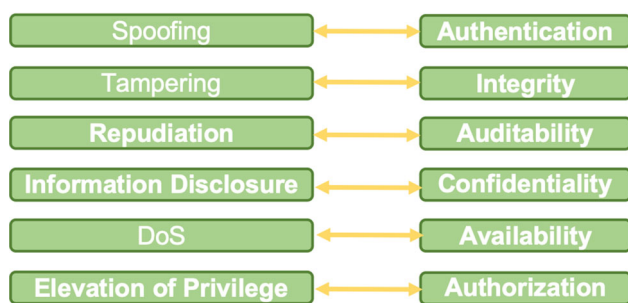 Spoofing Authentication
Tampering Integrity
Repudiation Auditability
Information Disclosure Confidentiality
DoS Availability
Elevation of Privilege Authorization